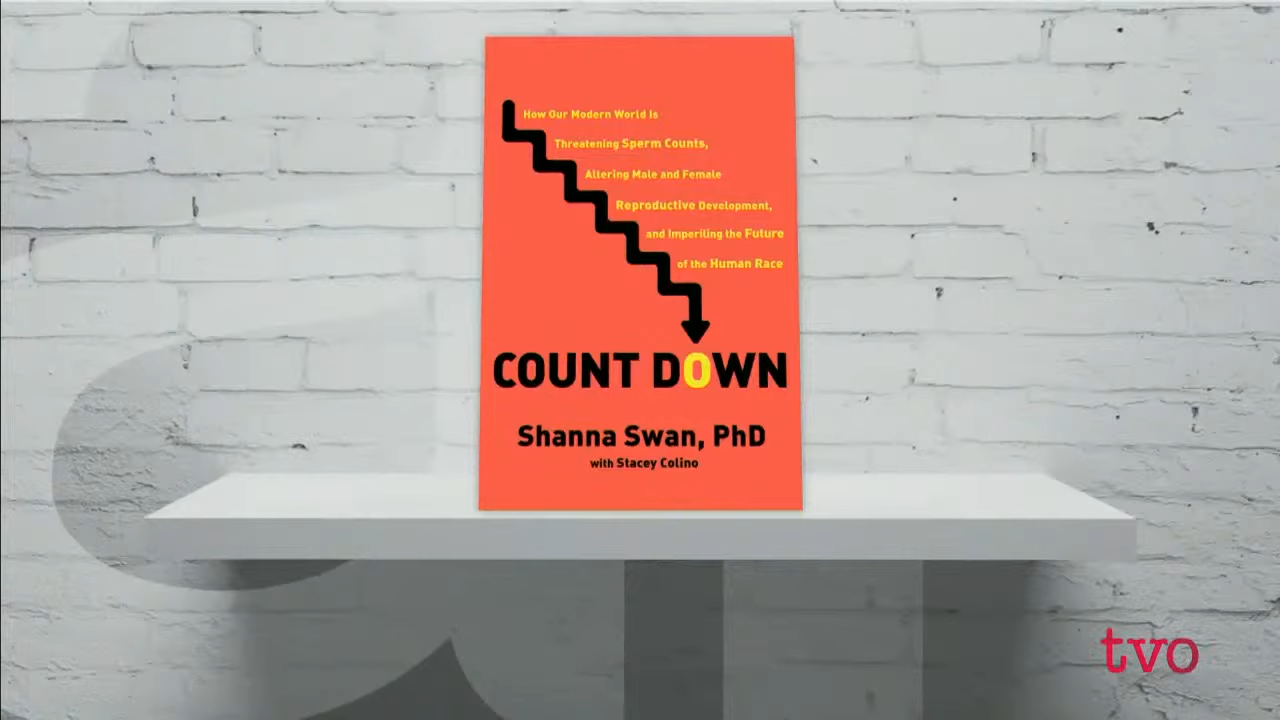 How Our Modern World Is
Threatening Sperm Counts,
Altering Male and Female
Reproductive Development,
and Imperiling the Future
of the Human Race
COUNT DOWN
Shanna Swan, PhD
with Stacey Colino
tvo